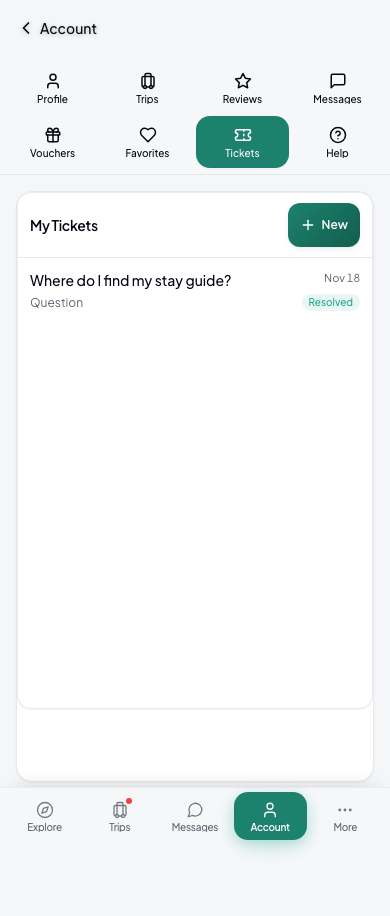 Account
Profile
Trips
Reviews
Messages
Vouchers
Favorites
Tickets
Help
My Tickets
New
Where do I find my stay guide?
Nov 18
Question
Resolved
Explore
Trips
Messages
Account
More